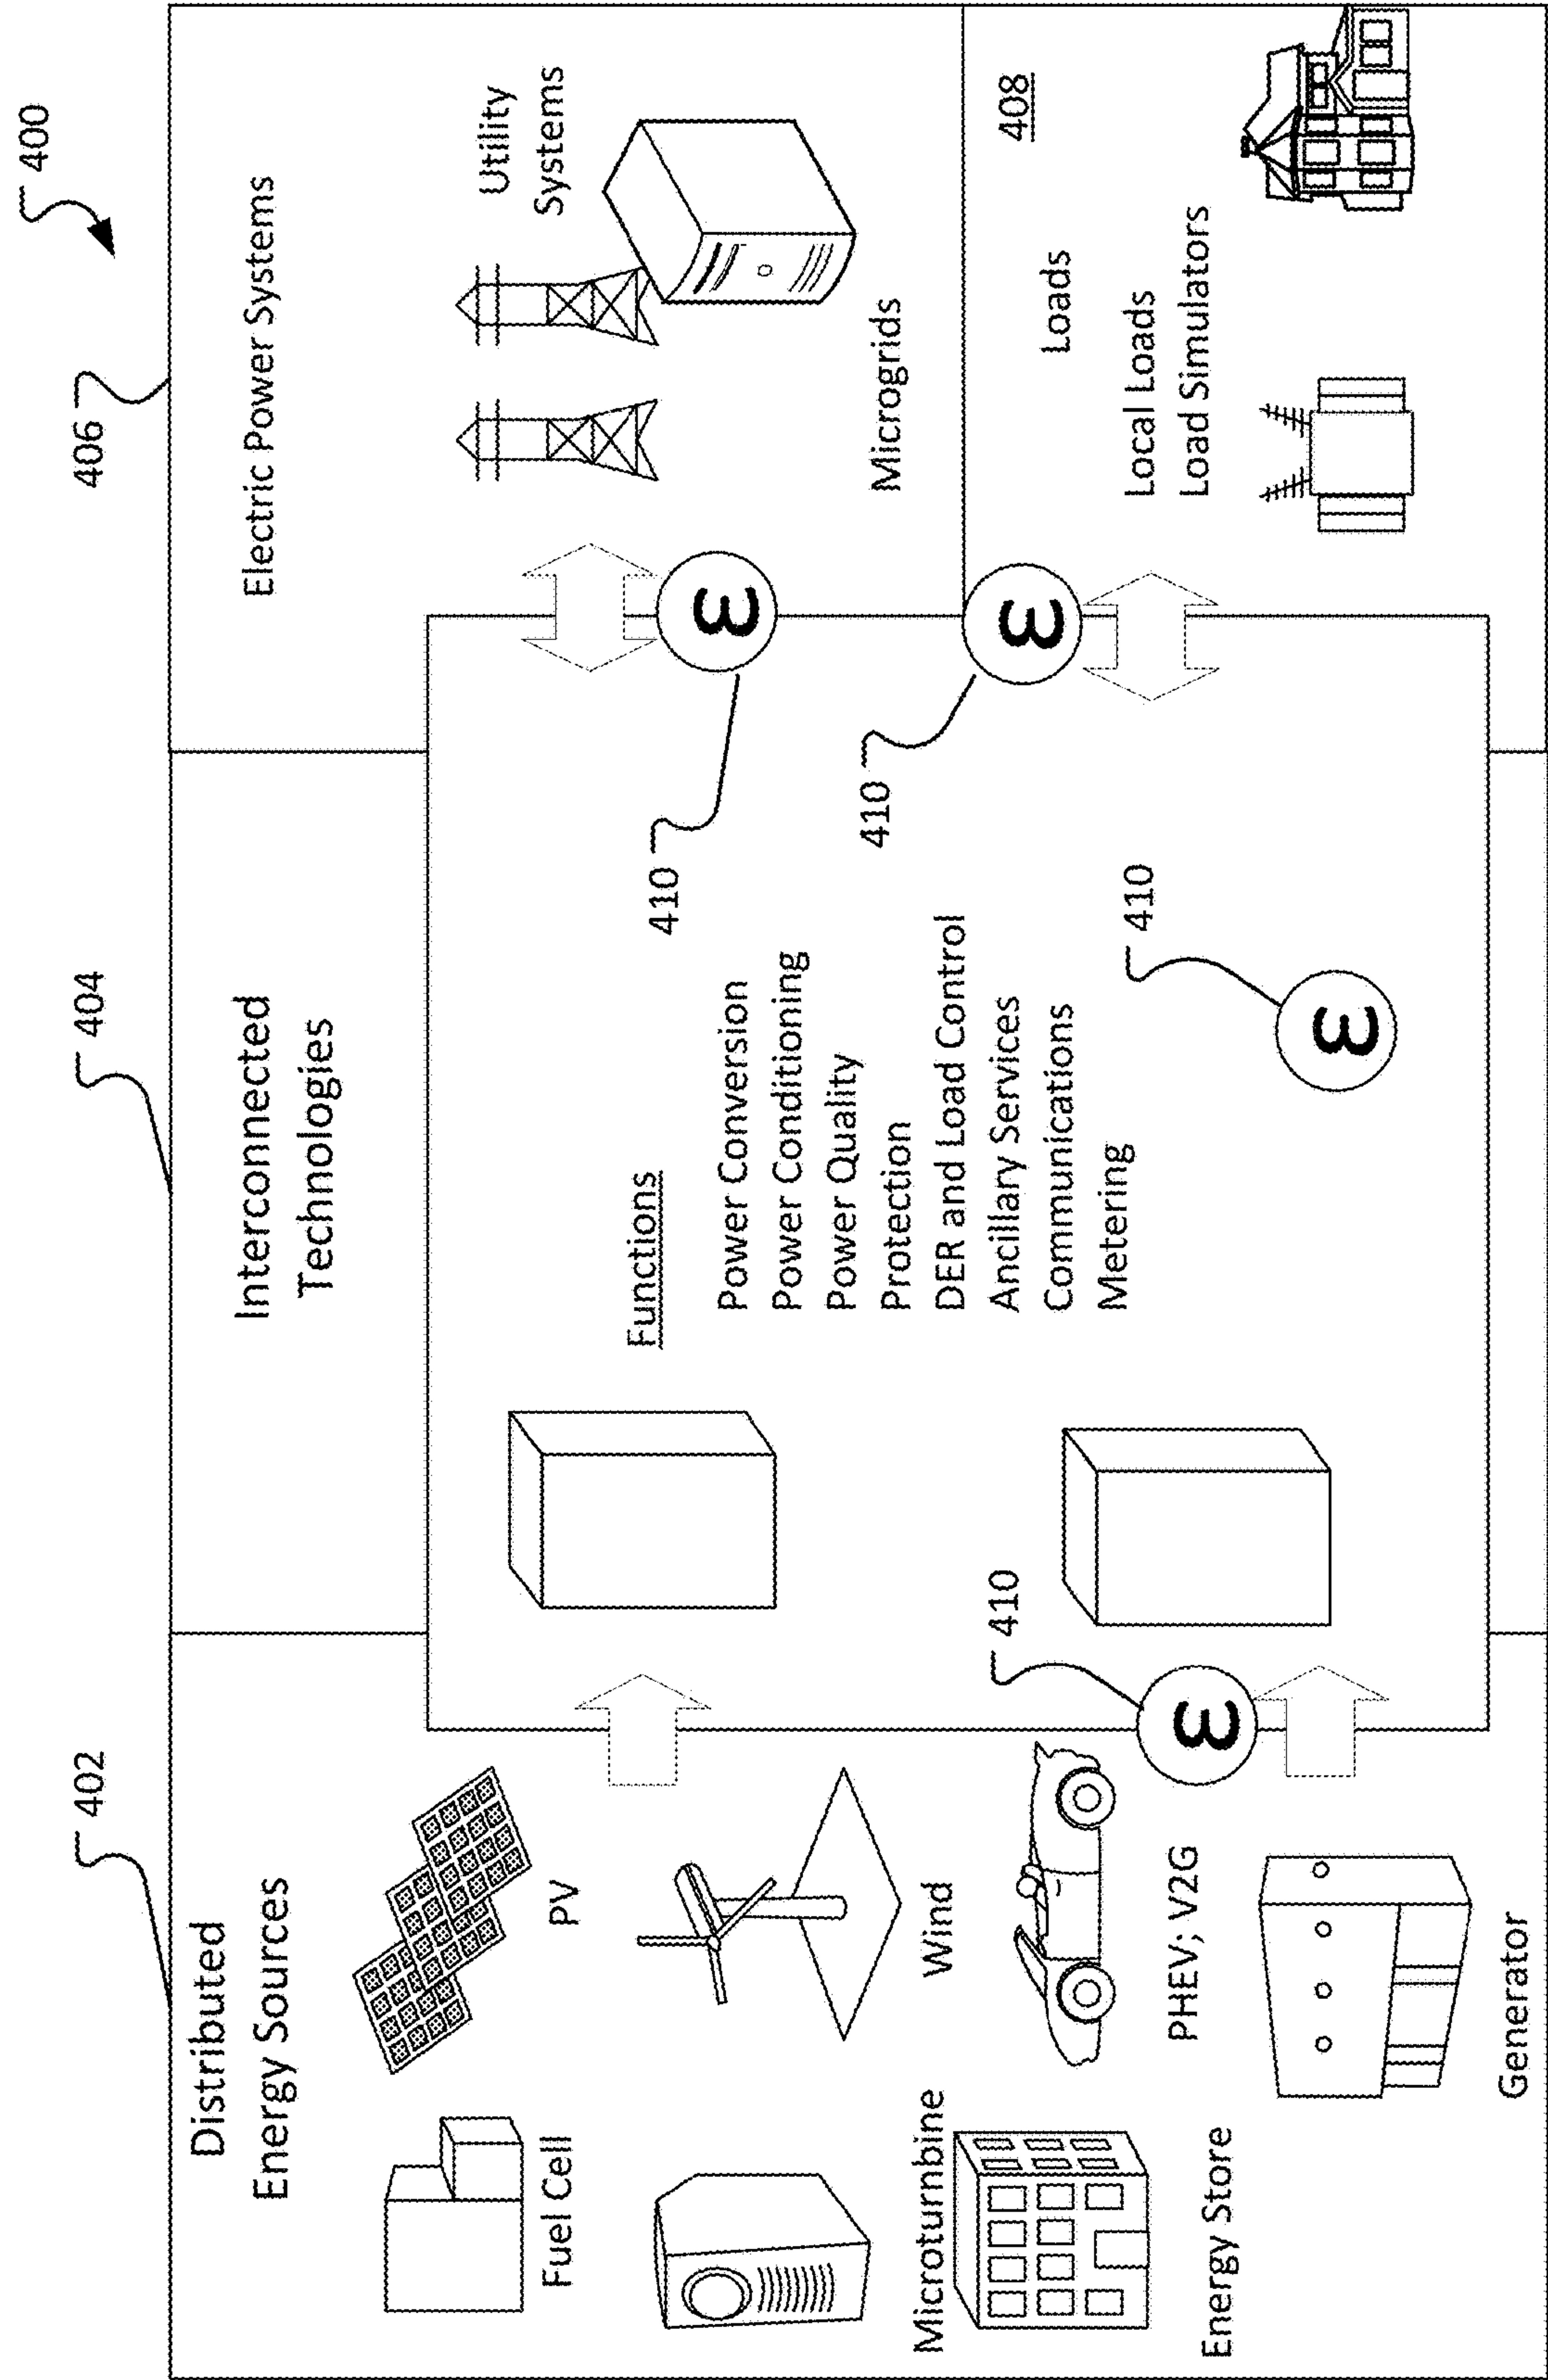 400
402
404
406
Distributed
Energy Sources
Interconnected
Technologies
Electric Power Systems
Fuel Cell
PV
Microturnbine
Wind
Energy Store
PHEV; V2G
Generator
410
ε
Functions
Power Conversion
Power Conditioning
Power Quality
Protection
DER and Load Control
Ancillary Services
Communications
Metering
410
ε
410
ε
410
ε
Utility
Systems
Microgrids
408
Loads
Local Loads
Load Simulators